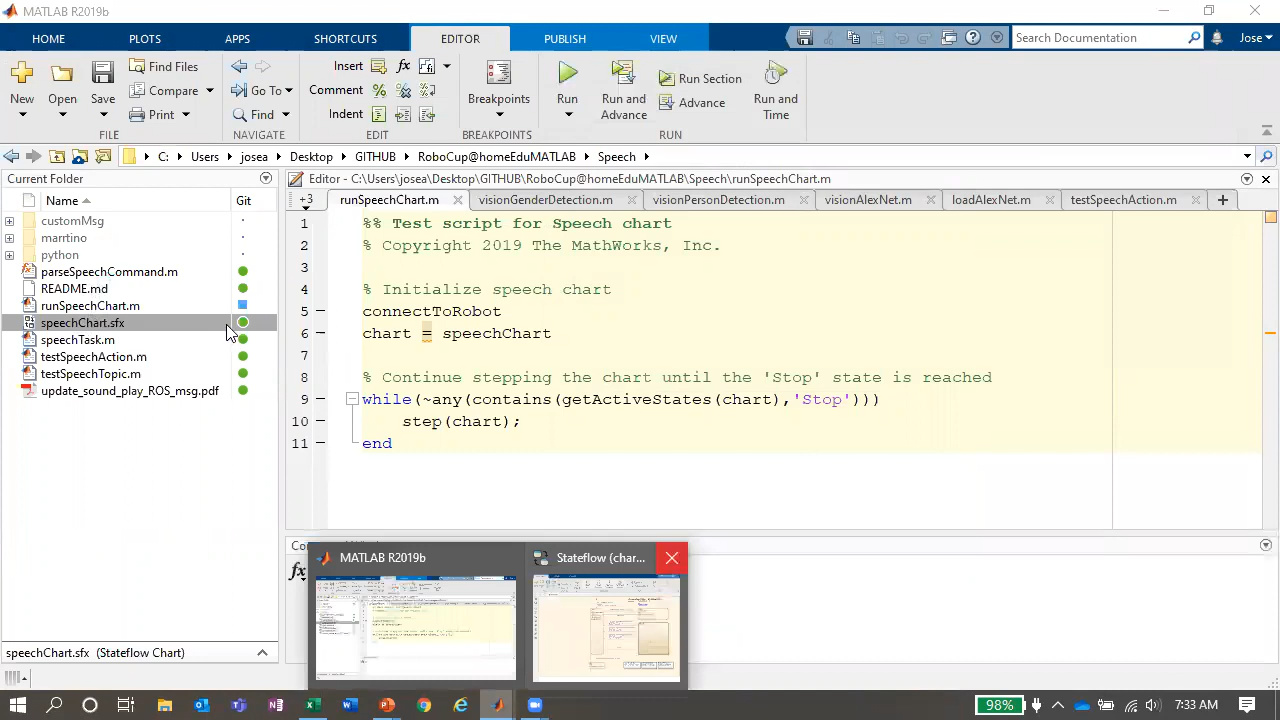 MATLAB R2019b
HOME PLOTS APPS SHORTCUTS EDITOR PUBLISH VIEW Search Documentation Jose
New Open Save Find Files Compare Print FILE
Go To Find NAVIGATE
Insert Comment Indent EDIT
Breakpoints BREAKPOINTS
Run Run and Advance Run Section Advance Run and Time RUN
C: Users josea Desktop GITHUB RoboCup@homeEduMATLAB Speech
Current Folder
Name Git
customMsg
marrtino
python
parseSpeechCommand.m
README.md
runSpeechChart.m
speechChart.sfx
speechTask.m
testSpeechAction.m
testSpeechTopic.m
update_sound_play_ROS_msg.pdf
speechChart.sfx (Stateflow Chart)
Editor - C:\Users\josea\Desktop\GITHUB\RoboCup@homeEduMATLAB\Speech\runSpeechChart.m
+3 runSpeechChart.m visionGenderDetection.m visionPersonDetection.m visionAlexNet.m loadAlexNet.m testSpeechAction.m
1 %% Test script for Speech chart
2 % Copyright 2019 The MathWorks, Inc.
3
4 % Initialize speech chart
5 connectToRobot
6 chart = speechChart
7
8 % Continue stepping the chart until the 'Stop' state is reached
9 while(~any(contains(getActiveStates(chart),'Stop')))
10 step(chart);
11 end
fx
MATLAB R2019b
Stateflow (char...
98% 7:33 AM